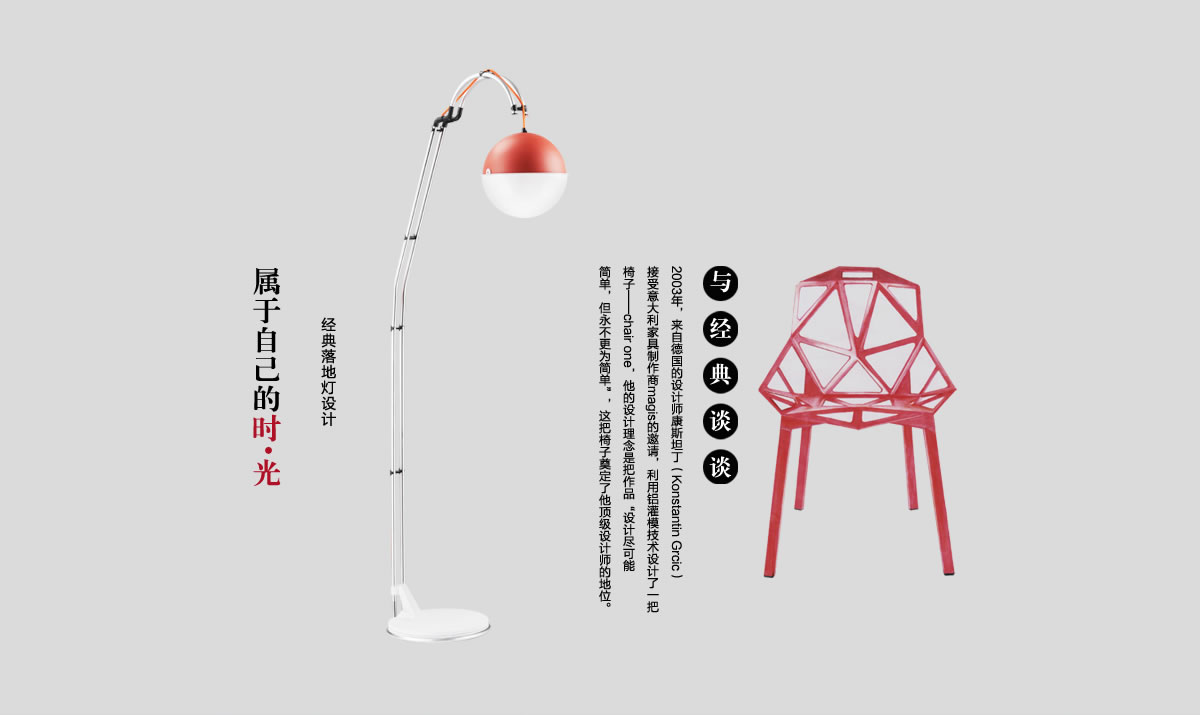 与经典谈谈
2003年，来自德国的设计师康斯坦丁（Konstantin Grcic）
接受意大利家具制作商magis的邀请，利用铝灌模技术设计了一把
椅子——chair one，他的设计理念是把作品“设计尽可能
简单，但永不更为简单”，这把椅子奠定了他顶级设计师的地位。
经典落地灯设计
属于自己的时·光